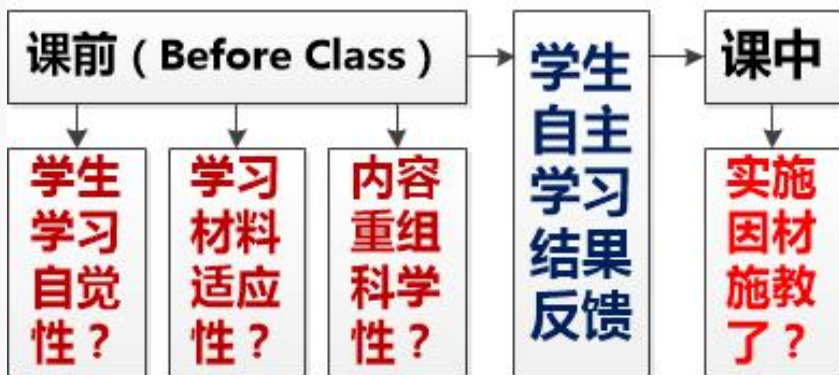 课前（Before Class）
学生
学习
自觉
性？
学习
材料
适应
性？
内容
重组
科学
性？
学生
自主
学习
结果
反馈
课中
实施
因材
施教
了？